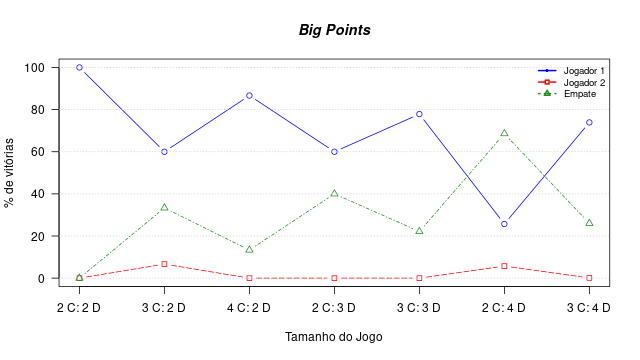 Big Points
Jogador 1
Jogador 2
Empate
% de vitórias
100
80
60
40
20
0
2 C: 2 D 3 C: 2 D 4 C: 2 D 2 C: 3 D 3 C: 3 D 2 C: 4 D 3 C: 4 D
Tamanho do Jogo